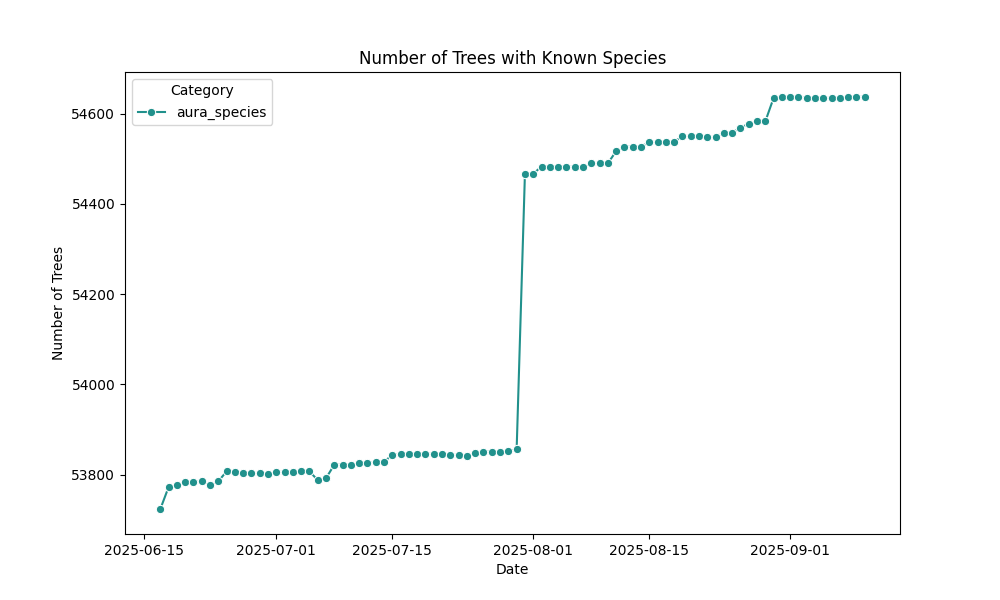 Number of Trees with Known Species
Category
aura_species
54600
54400
54200
54000
53800
Number of Trees
2025-06-15
2025-07-01
2025-07-15
2025-08-01
2025-08-15
2025-09-01
Date